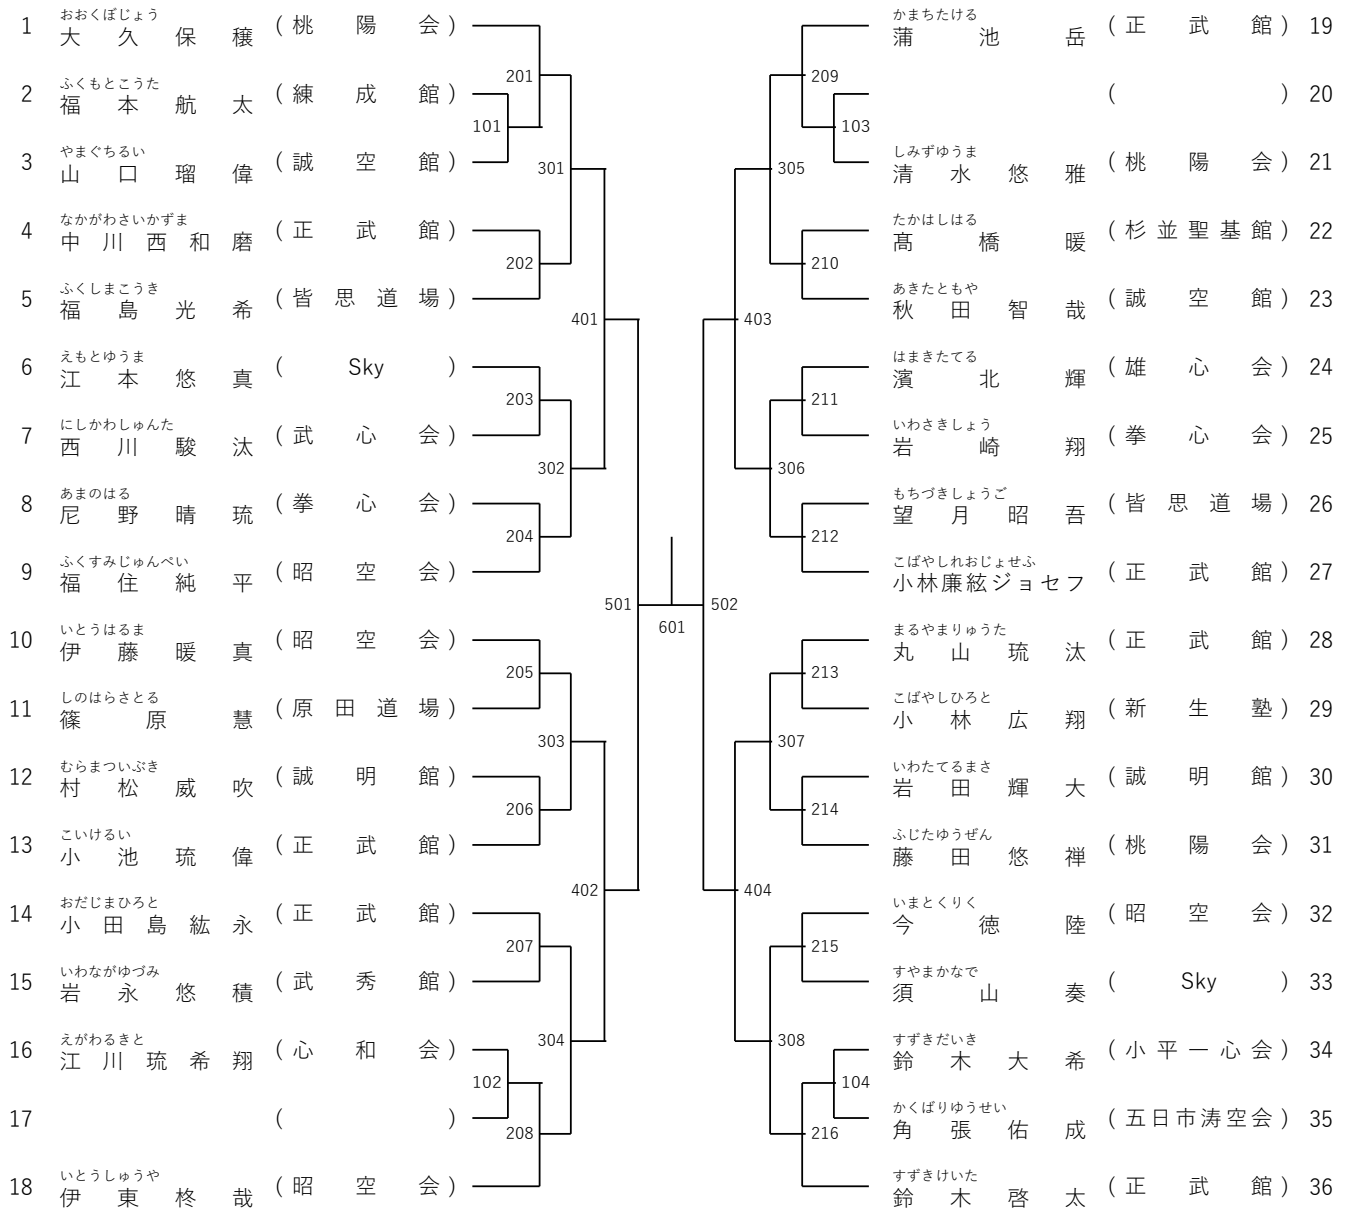 おおくぼじょう
1 大久保穣 (桃陽会)
ふくもとこうた
2 福本航太 (練成館)
やまぐちるい
3 山口瑠偉 (誠空館)
なかがわさいかずま
4 中川西和磨 (正武館)
ふくしまこうき
5 福島光希 (皆思道場)
えもとゆうま
6 江本悠真 (Sky)
にしかわしゅんた
7 西川駿汰 (武心会)
あまのはる
8 尼野晴琉 (拳心会)
ふくすみじゅんぺい
9 福住純平 (昭空会)
いとうはるま
10 伊藤暖真 (昭空会)
しのはらさとる
11 篠原慧 (原田道場)
むらまついぶき
12 村松威吹 (誠明館)
こいけるい
13 小池琉偉 (正武館)
おだじまひろと
14 小田島紘永 (正武館)
いわながゆづみ
15 岩永悠積 (武秀館)
えがわるきと
16 江川琉希翔 (心和会)
17 ( )
いとうしゅうや
18 伊東柊哉 (昭空会)
101
102
201
202
203
204
205
206
207
208
301
302
303
304
401
402
501
601
502
403
404
305
306
307
308
209
210
211
212
213
214
215
216
103
104
かまちたける
蒲池岳 (正武館) 19
( ) 20
しみずゆうま
清水悠雅 (桃陽会) 21
たかはしはる
髙橋暖 (杉並聖基館) 22
あきたともや
秋田智哉 (誠空館) 23
はまきたてる
濱北輝 (雄心会) 24
いわさきしょう
岩崎翔 (拳心会) 25
もちづきしょうご
望月昭吾 (皆思道場) 26
こばやしれおじょせふ
小林廉絃ジョセフ (正武館) 27
まるやまりゅうた
丸山琉汰 (正武館) 28
こばやしひろと
小林広翔 (新生塾) 29
いわたてるまさ
岩田輝大 (誠明館) 30
ふじたゆうぜん
藤田悠禅 (桃陽会) 31
いまとくりく
今徳陸 (昭空会) 32
すやまかなで
須山奏 (Sky) 33
すずきだいき
鈴木大希 (小平一心会) 34
かくばりゆうせい
角張佑成 (五日市涛空会) 35
すずきけいた
鈴木啓太 (正武館) 36